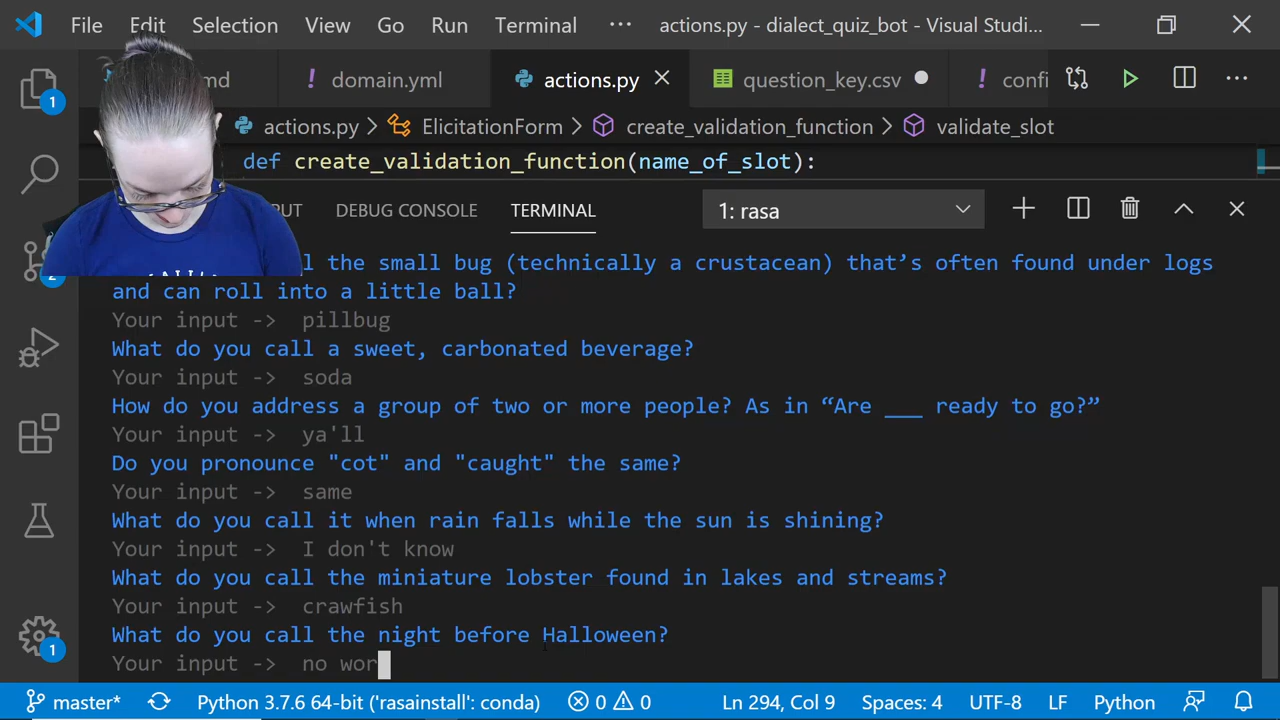 File Edit Selection View Go Run Terminal ··· actions.py - dialect_quiz_bot - Visual Studi...
domain.yml actions.py question_key.csv confi
actions.py > ElicitationForm > create_validation_function > validate_slot
def create_validation_function(name_of_slot):
DEBUG CONSOLE TERMINAL 1: rasa
the small bug (technically a crustacean) that’s often found under logs
and can roll into a little ball?
Your input -> pillbug
What do you call a sweet, carbonated beverage?
Your input -> soda
How do you address a group of two or more people? As in “Are ___ ready to go?”
Your input -> ya'll
Do you pronounce "cot" and "caught" the same?
Your input -> same
What do you call it when rain falls while the sun is shining?
Your input -> I don't know
What do you call the miniature lobster found in lakes and streams?
Your input -> crawfish
What do you call the night before Halloween?
Your input -> no wor
master* Python 3.7.6 64-bit ('rasainstall': conda) 0 0 Ln 294, Col 9 Spaces: 4 UTF-8 LF Python